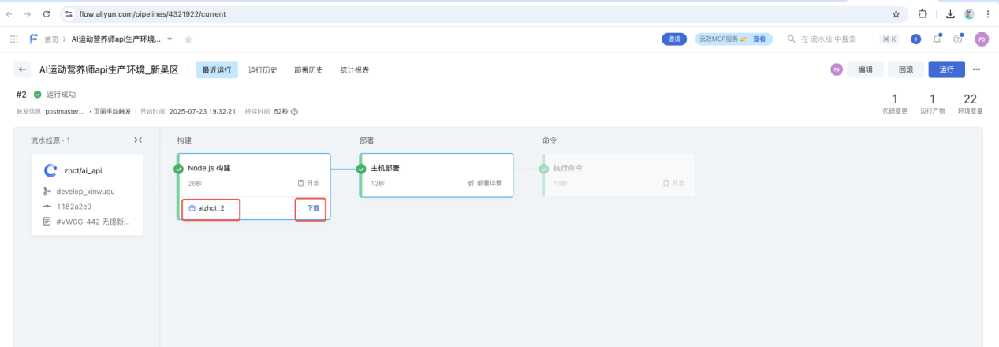 flow.aliyun.com/pipelines/4321922/current
首页 > AI运动营养师api生产环境... 邀请 云效MCP服务 👉 查看 在 流水线 中搜索 ⌘ K PO
AI运动营养师api生产环境_新吴区 最近运行 运行历史 部署历史 统计报表 PO 编辑 回滚 运行 ···
#2 运行成功
触发信息 postmaster... · 页面手动触发 开始时间 2025-07-23 19:32:21 持续时间 52秒
1 1 22
代码变更 运行产物 环境变量
流水线源 · 1 构建 部署 命令
zhct/ai_api
develop_xinwuqu
1182a2e9
#VWCG-442 无锡新...
Node.js 构建
26秒 日志
aizhct_2 下载
主机部署
12秒 部署详情
执行命令
13秒 日志